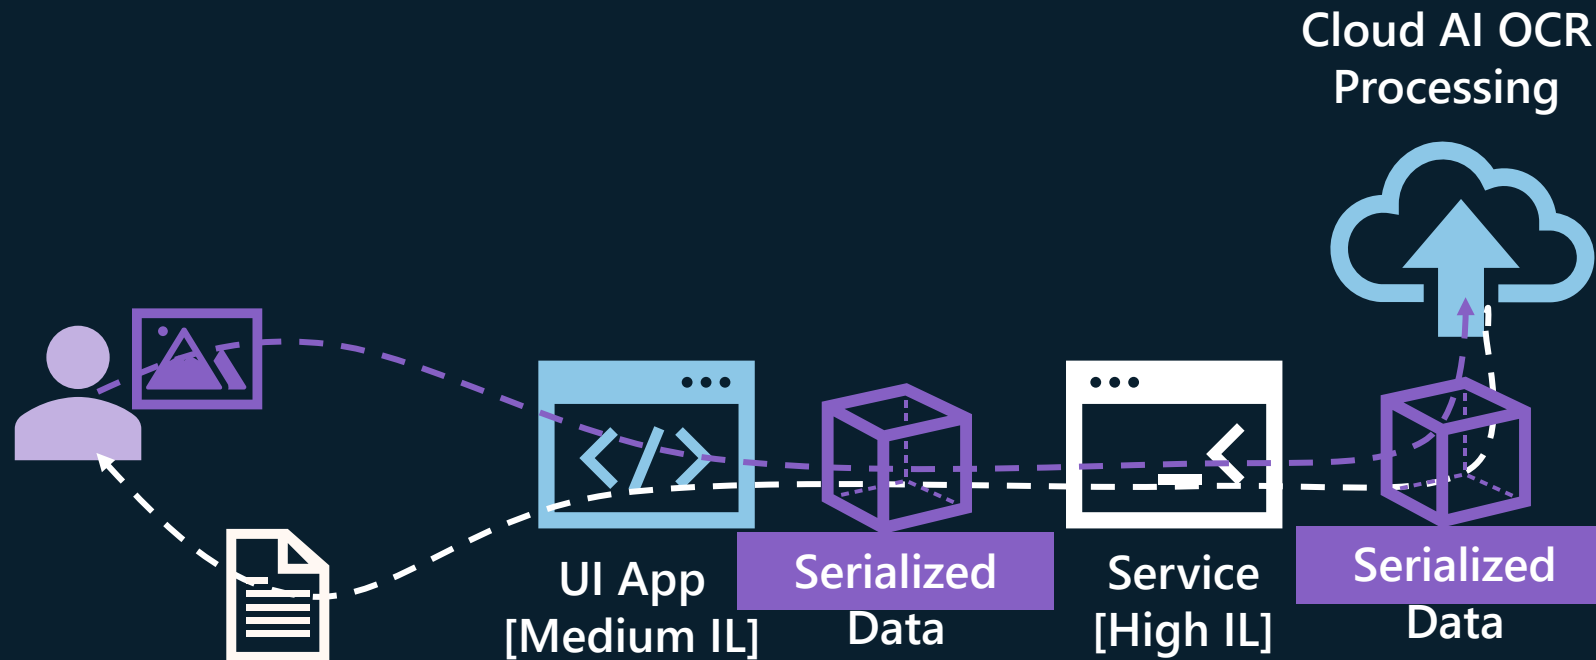 Cloud AI OCR
Processing
UI App
[Medium IL]
Serialized
Data
Service
[High IL]
Serialized
Data